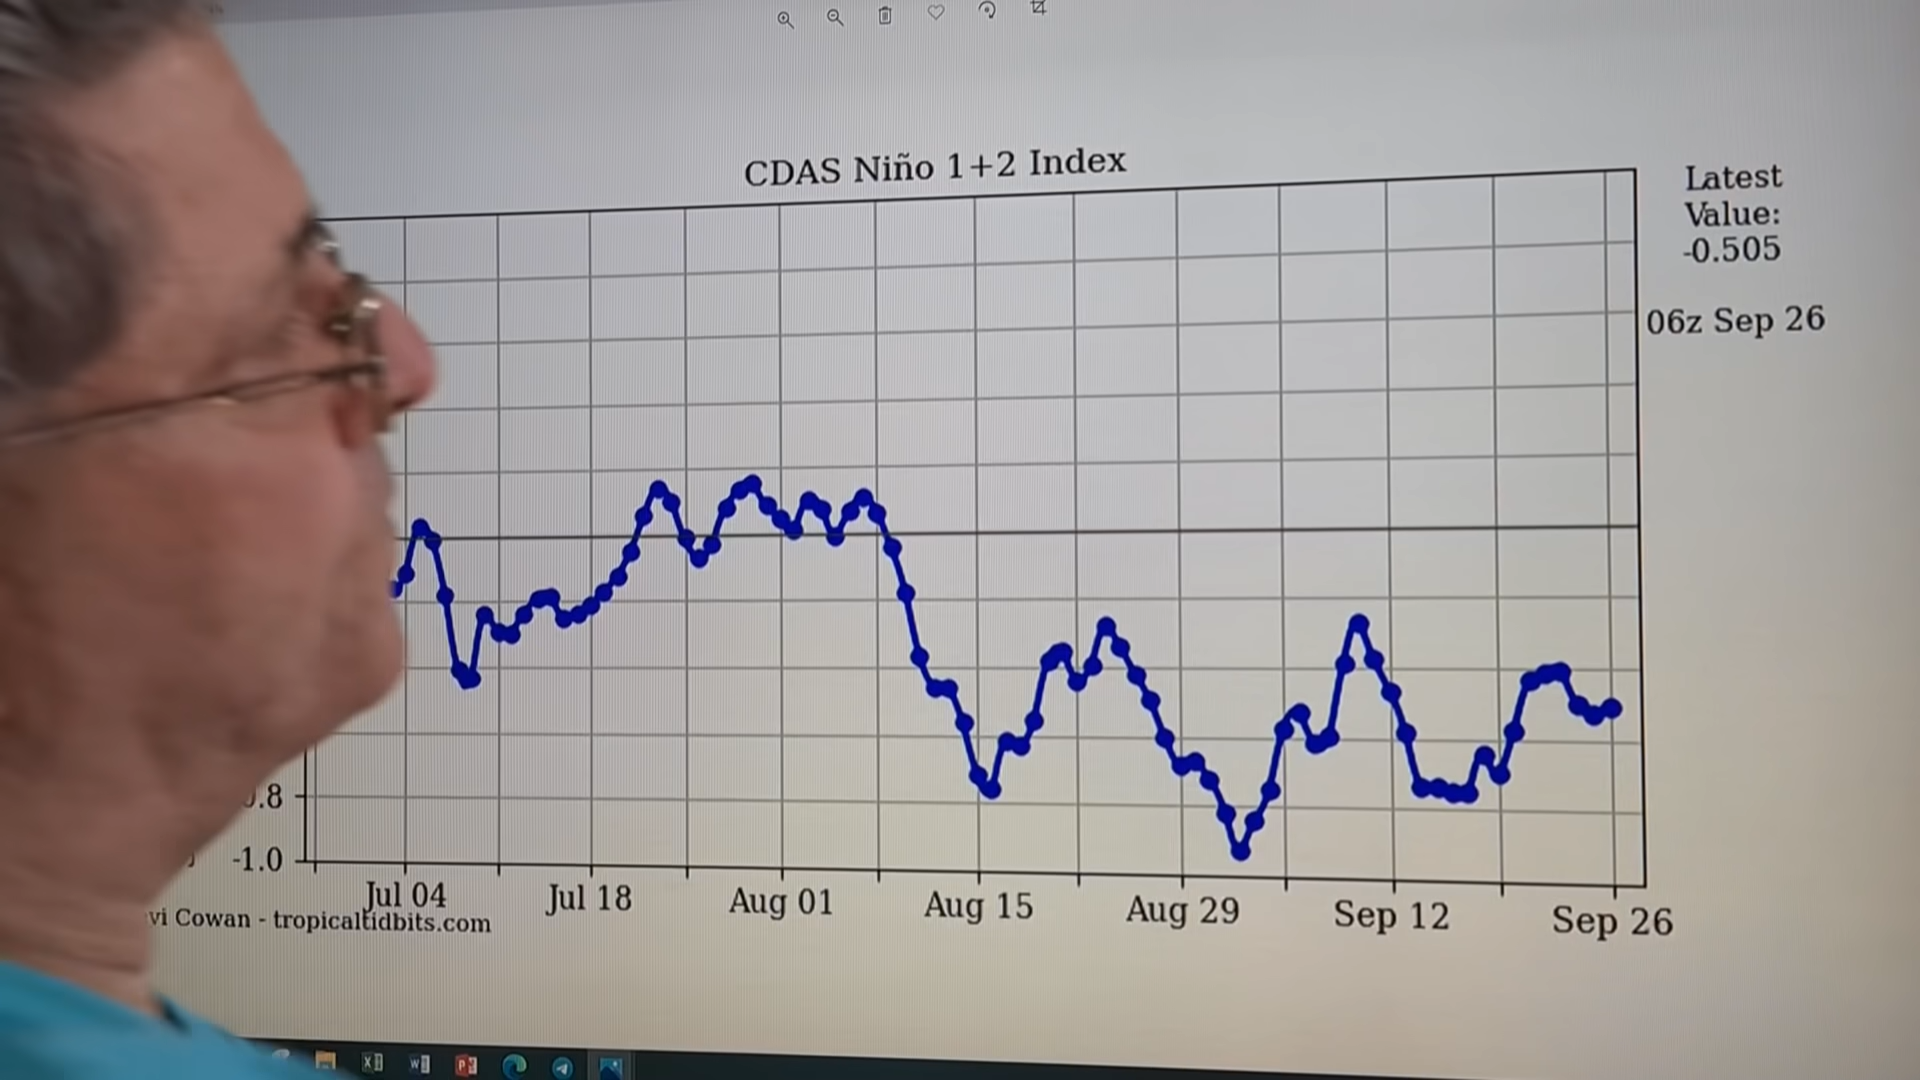 CDAS Niño 1+2 Index
Latest
Value:
-0.505
06z Sep 26
.8
-1.0
Jul 04
Jul 18
Aug 01
Aug 15
Aug 29
Sep 12
Sep 26
vi Cowan - tropicaltidbits.com